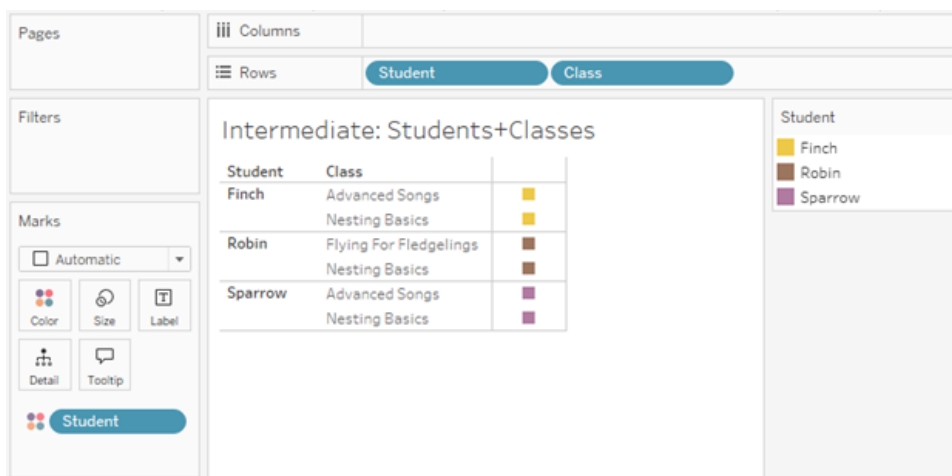 Pages
Columns
Rows
Student
Class
Filters
Intermediate: Students+Classes
Student Class
Finch Advanced Songs
Nesting Basics
Robin Flying For Fledgelings
Nesting Basics
Sparrow Advanced Songs
Nesting Basics
Student
Finch
Robin
Sparrow
Marks
Automatic
Color Size Label
Detail Tooltip
Student